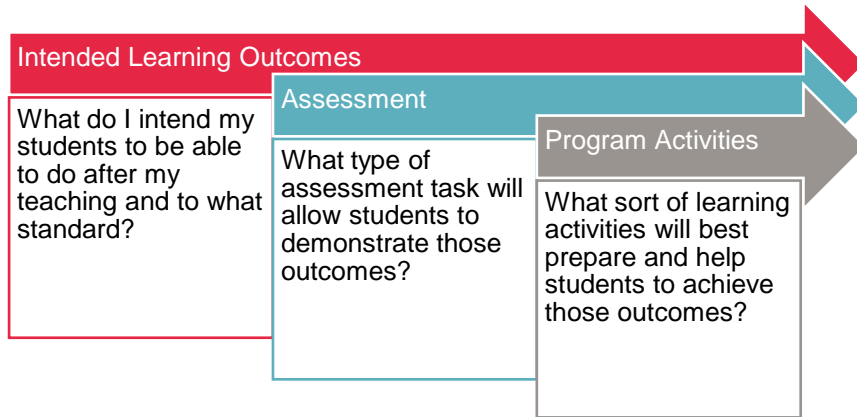 Intended Learning Outcomes
What do I intend my
students to be able
to do after my
teaching and to what
standard?
Assessment
What type of
assessment task will
allow students to
demonstrate those
outcomes?
Program Activities
What sort of learning
activities will best
prepare and help
students to achieve
those outcomes?